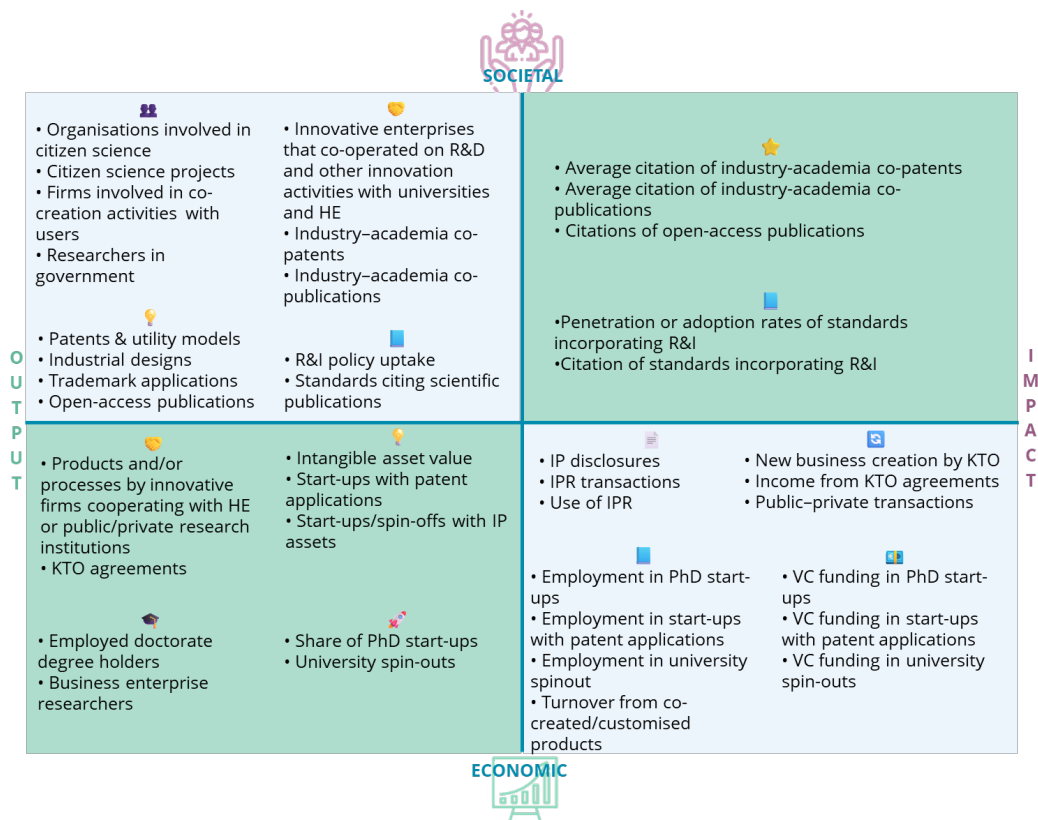 SOCIETAL
• Organisations involved in
citizen science
• Citizen science projects
• Firms involved in co-
creation activities with
users
• Researchers in
government
• Innovative enterprises
that co-operated on R&D
and other innovation
activities with universities
and HE
• Industry–academia co-
patents
• Industry–academia co-
publications
• Patents & utility models
• Industrial designs
• Trademark applications
• Open-access publications
• R&I policy uptake
• Standards citing scientific
publications
• Average citation of industry-academia co-patents
• Average citation of industry-academia co-
publications
• Citations of open-access publications
•Penetration or adoption rates of standards
incorporating R&I
•Citation of standards incorporating R&I
OUTPUT
IMPACT
• Products and/or
processes by innovative
firms cooperating with HE
or public/private research
institutions
• KTO agreements
• Intangible asset value
• Start-ups with patent
applications
• Start-ups/spin-offs with IP
assets
• Employed doctorate
degree holders
• Business enterprise
researchers
• Share of PhD start-ups
• University spin-outs
• IP disclosures
• IPR transactions
• Use of IPR
• New business creation by KTO
• Income from KTO agreements
• Public–private transactions
• Employment in PhD start-
ups
• Employment in start-ups
with patent applications
• Employment in university
spinout
• Turnover from co-
created/customised
products
• VC funding in PhD start-
ups
• VC funding in start-ups
with patent applications
• VC funding in university
spin-outs
ECONOMIC